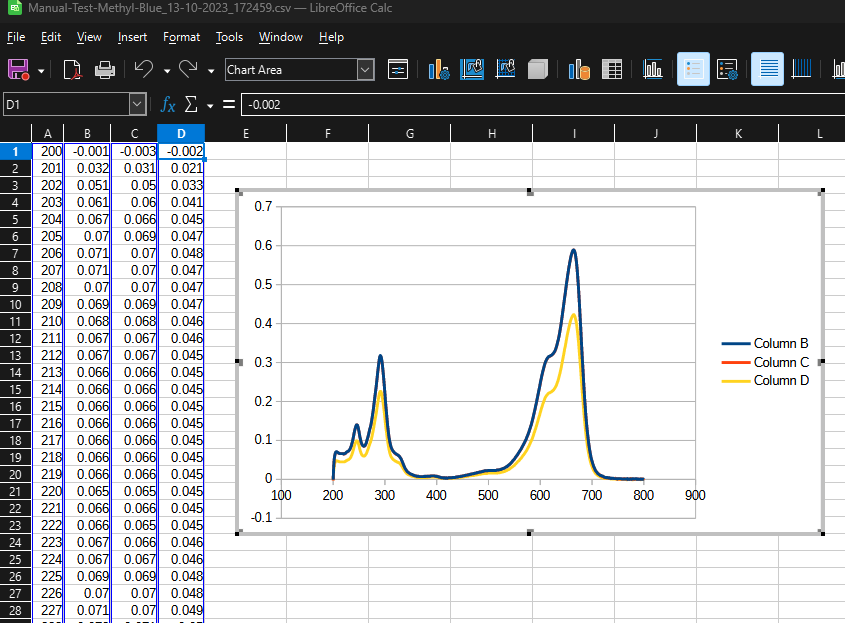 Manual-Test-Methyl-Blue_13-10-2023_172459.csv — LibreOffice Calc
File Edit View Insert Format Tools Window Help
Chart Area
D1 fx Σ = -0.002
A B C D E F G H I J K L
1 200 -0.001 -0.003 -0.002
2 201 0.032 0.031 0.021
3 202 0.051 0.05 0.033
4 203 0.061 0.06 0.041
5 204 0.067 0.066 0.045
6 205 0.07 0.069 0.047
7 206 0.071 0.07 0.048
8 207 0.071 0.07 0.047
9 208 0.07 0.07 0.047
10 209 0.069 0.069 0.047
11 210 0.068 0.068 0.046
12 211 0.067 0.067 0.046
13 212 0.067 0.067 0.045
14 213 0.066 0.066 0.045
15 214 0.066 0.066 0.045
16 215 0.066 0.066 0.045
17 216 0.066 0.066 0.045
18 217 0.066 0.066 0.045
19 218 0.066 0.066 0.045
20 219 0.066 0.066 0.045
21 220 0.065 0.065 0.045
22 221 0.066 0.066 0.045
23 222 0.066 0.065 0.045
24 223 0.067 0.066 0.046
25 224 0.067 0.067 0.046
26 225 0.069 0.069 0.048
27 226 0.07 0.07 0.048
28 227 0.071 0.07 0.049
0.7
0.6
0.5
0.4
0.3
0.2
0.1
0
-0.1
100 200 300 400 500 600 700 800 900
Column B
Column C
Column D